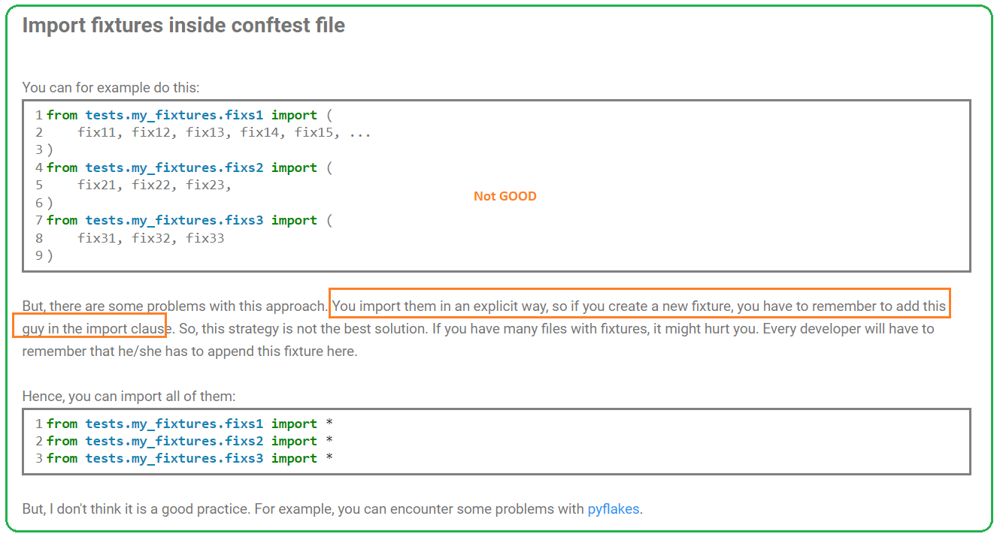 Import fixtures inside conftest file
You can for example do this:
1 from tests.my_fixtures.fixs1 import (
2     fix11, fix12, fix13, fix14, fix15, ...
3 )
4 from tests.my_fixtures.fixs2 import (
5     fix21, fix22, fix23,
6 )
Not GOOD
7 from tests.my_fixtures.fixs3 import (
8     fix31, fix32, fix33
9 )
But, there are some problems with this approach. You import them in an explicit way, so if you create a new fixture, you have to remember to add this
guy in the import clause. So, this strategy is not the best solution. If you have many files with fixtures, it might hurt you. Every developer will have to
remember that he/she has to append this fixture here.
Hence, you can import all of them:
1 from tests.my_fixtures.fixs1 import *
2 from tests.my_fixtures.fixs2 import *
3 from tests.my_fixtures.fixs3 import *
But, I don't think it is a good practice. For example, you can encounter some problems with pyflakes.